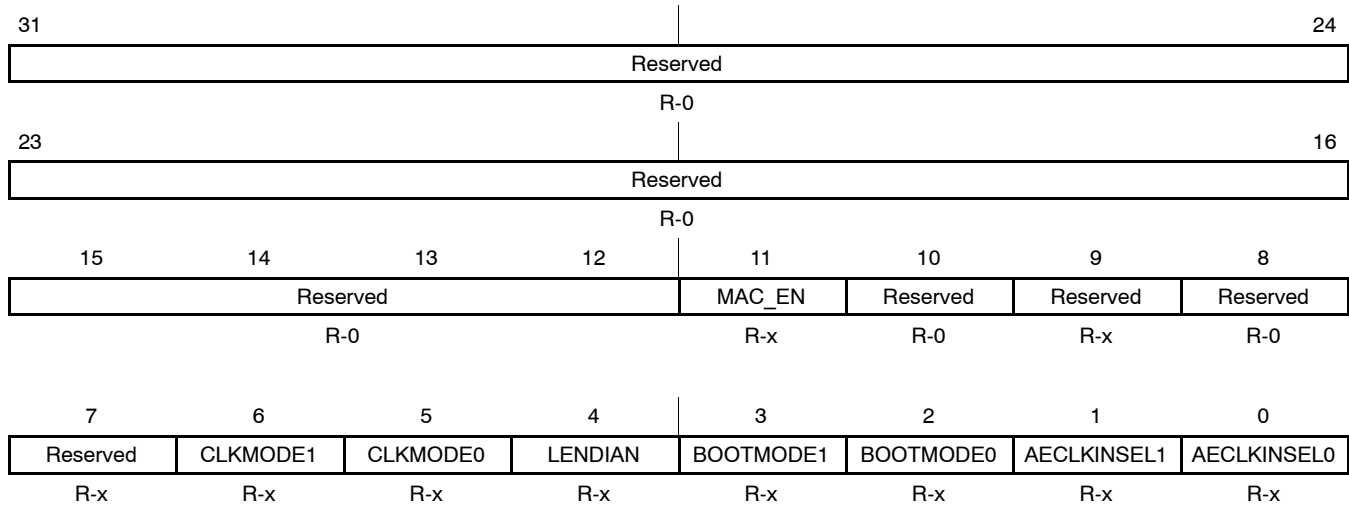 31 24
Reserved
R-0
23 16
Reserved
R-0
15 14 13 12 11 10 9 8
Reserved MAC_EN Reserved Reserved Reserved
R-0 R-x R-0 R-x R-0
7 6 5 4 3 2 1 0
Reserved CLKMODE1 CLKMODE0 LENDIAN BOOTMODE1 BOOTMODE0 AECLKINSEL1 AECLKINSEL0
R-x R-x R-x R-x R-x R-x R-x R-x